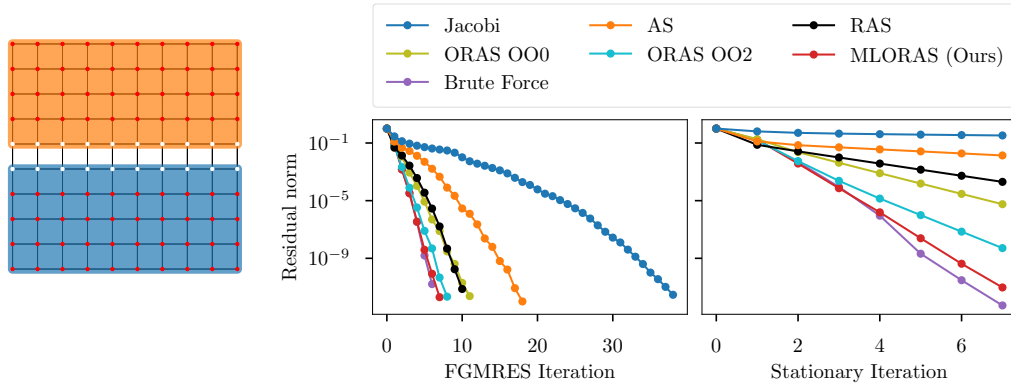 Jacobi AS RAS
ORAS OO0 ORAS OO2 MLORAS (Ours)
Brute Force
Residual norm
10⁻¹
10⁻⁵
10⁻⁹
0 10 20 30
FGMRES Iteration
0 2 4 6
Stationary Iteration